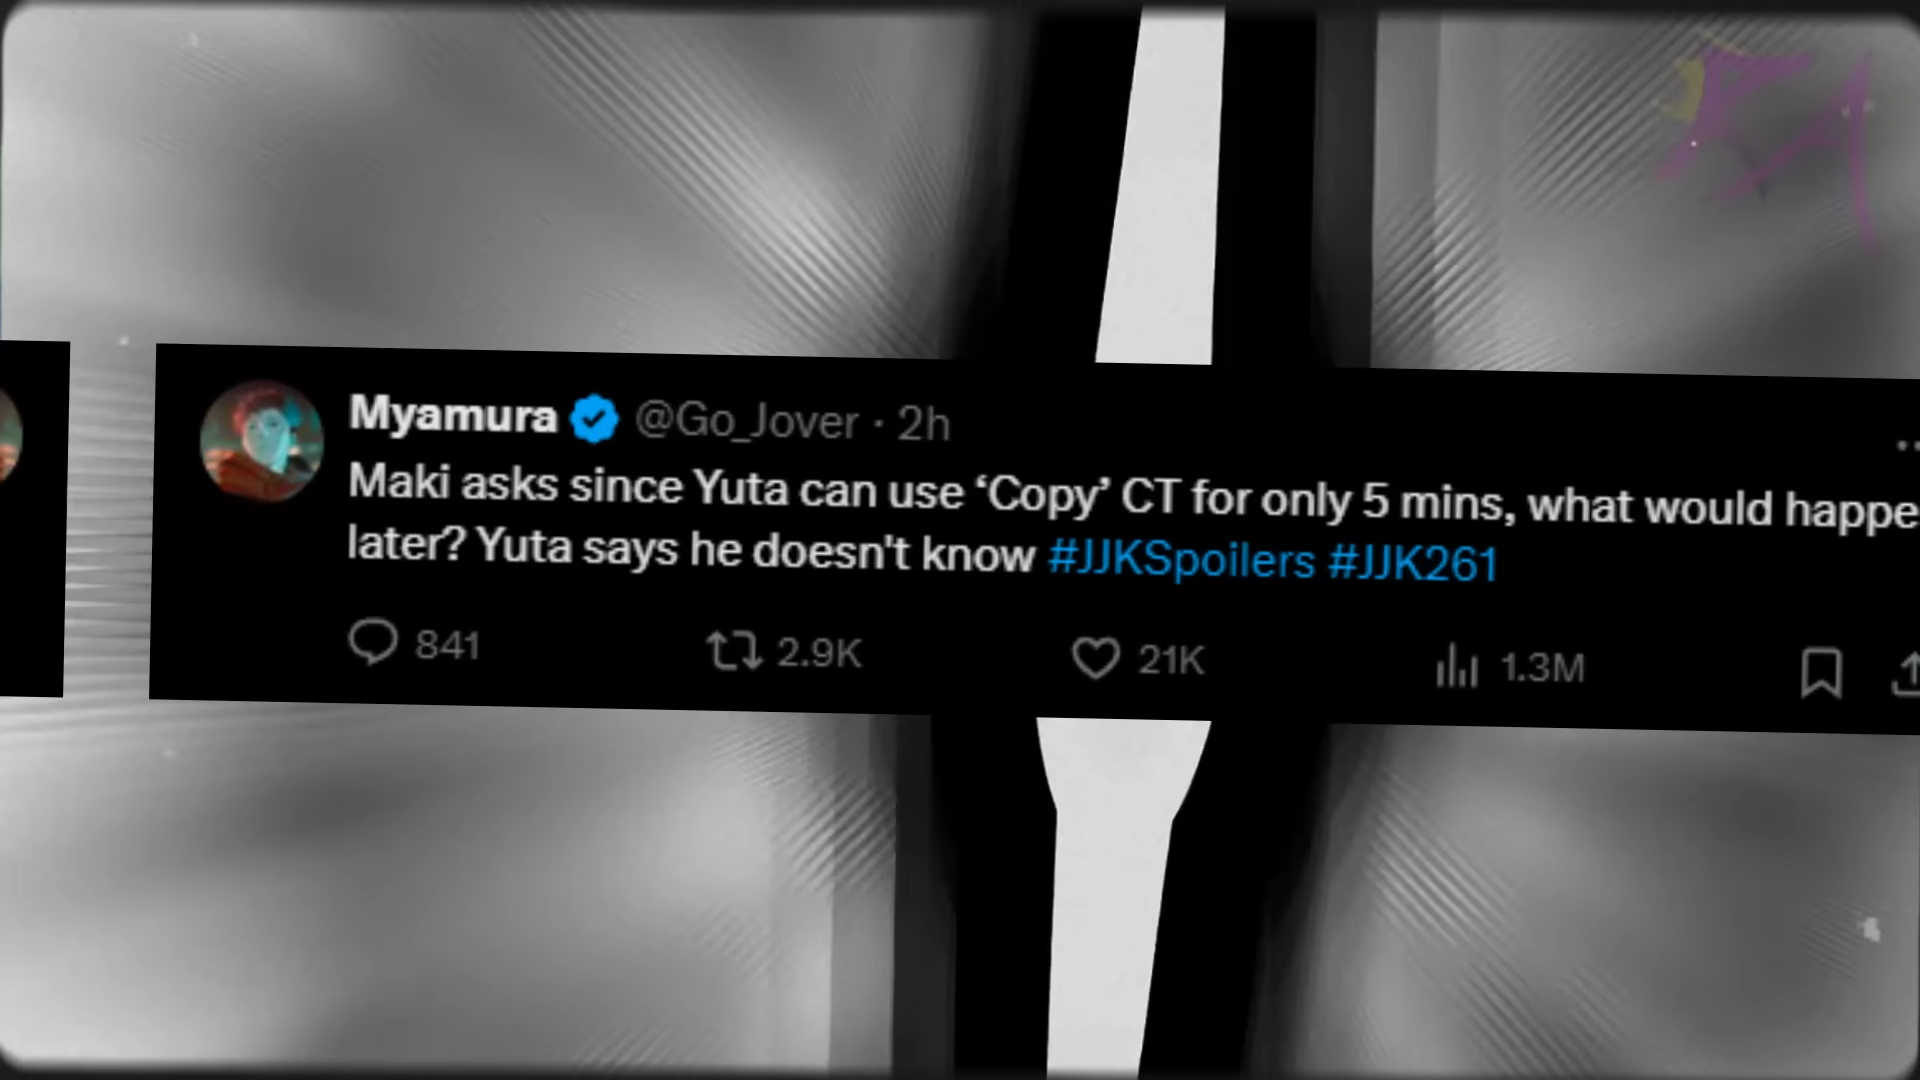 Myamura @Go_Jover · 2h
Maki asks since Yuta can use ‘Copy’ CT for only 5 mins, what would happe
later? Yuta says he doesn't know #JJKSpoilers #JJK261
841 2.9K 21K 1.3M